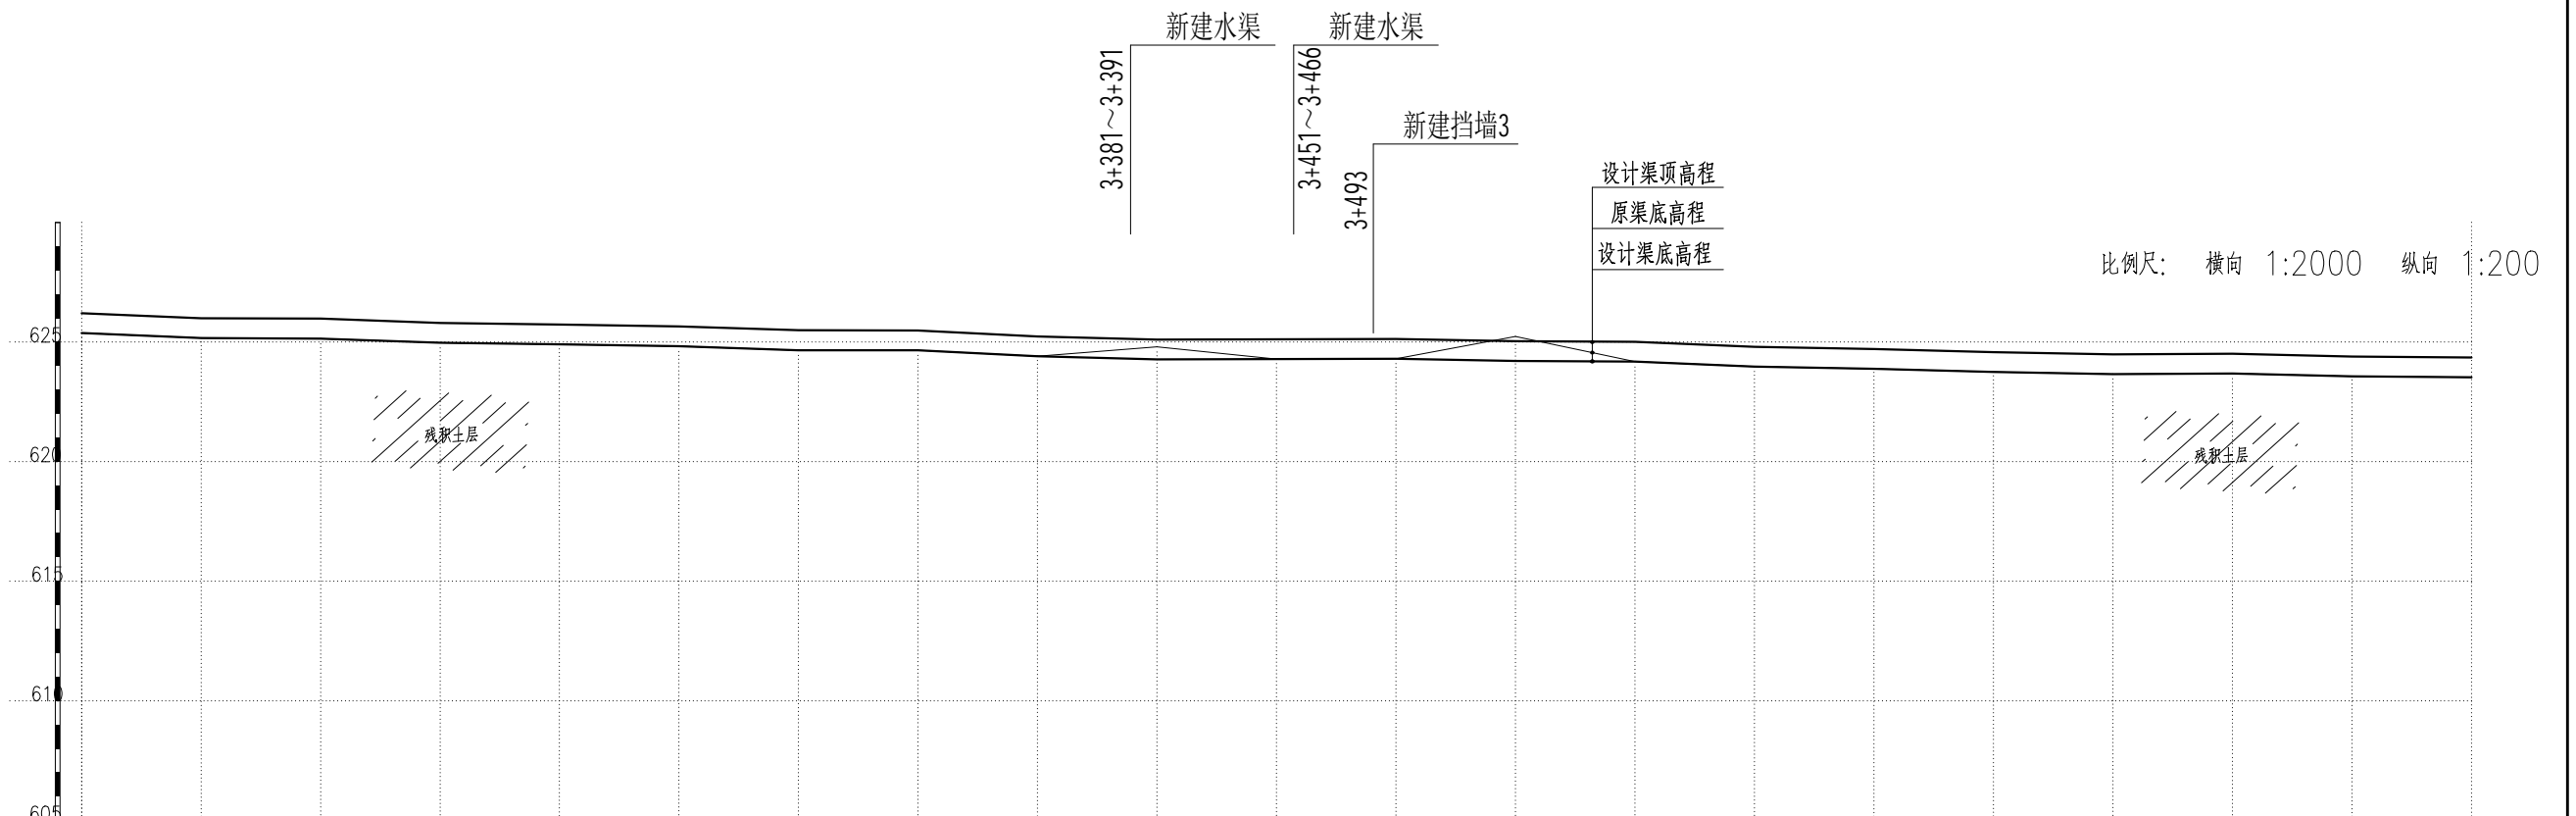 新建水渠
新建水渠
3+381～3+391
3+451～3+466
新建挡墙3
3+493
设计渠顶高程
原渠底高程
设计渠底高程
比例尺: 横向 1:2000 纵向 1:200
625
残积土层
620
残积土层
615
610
605